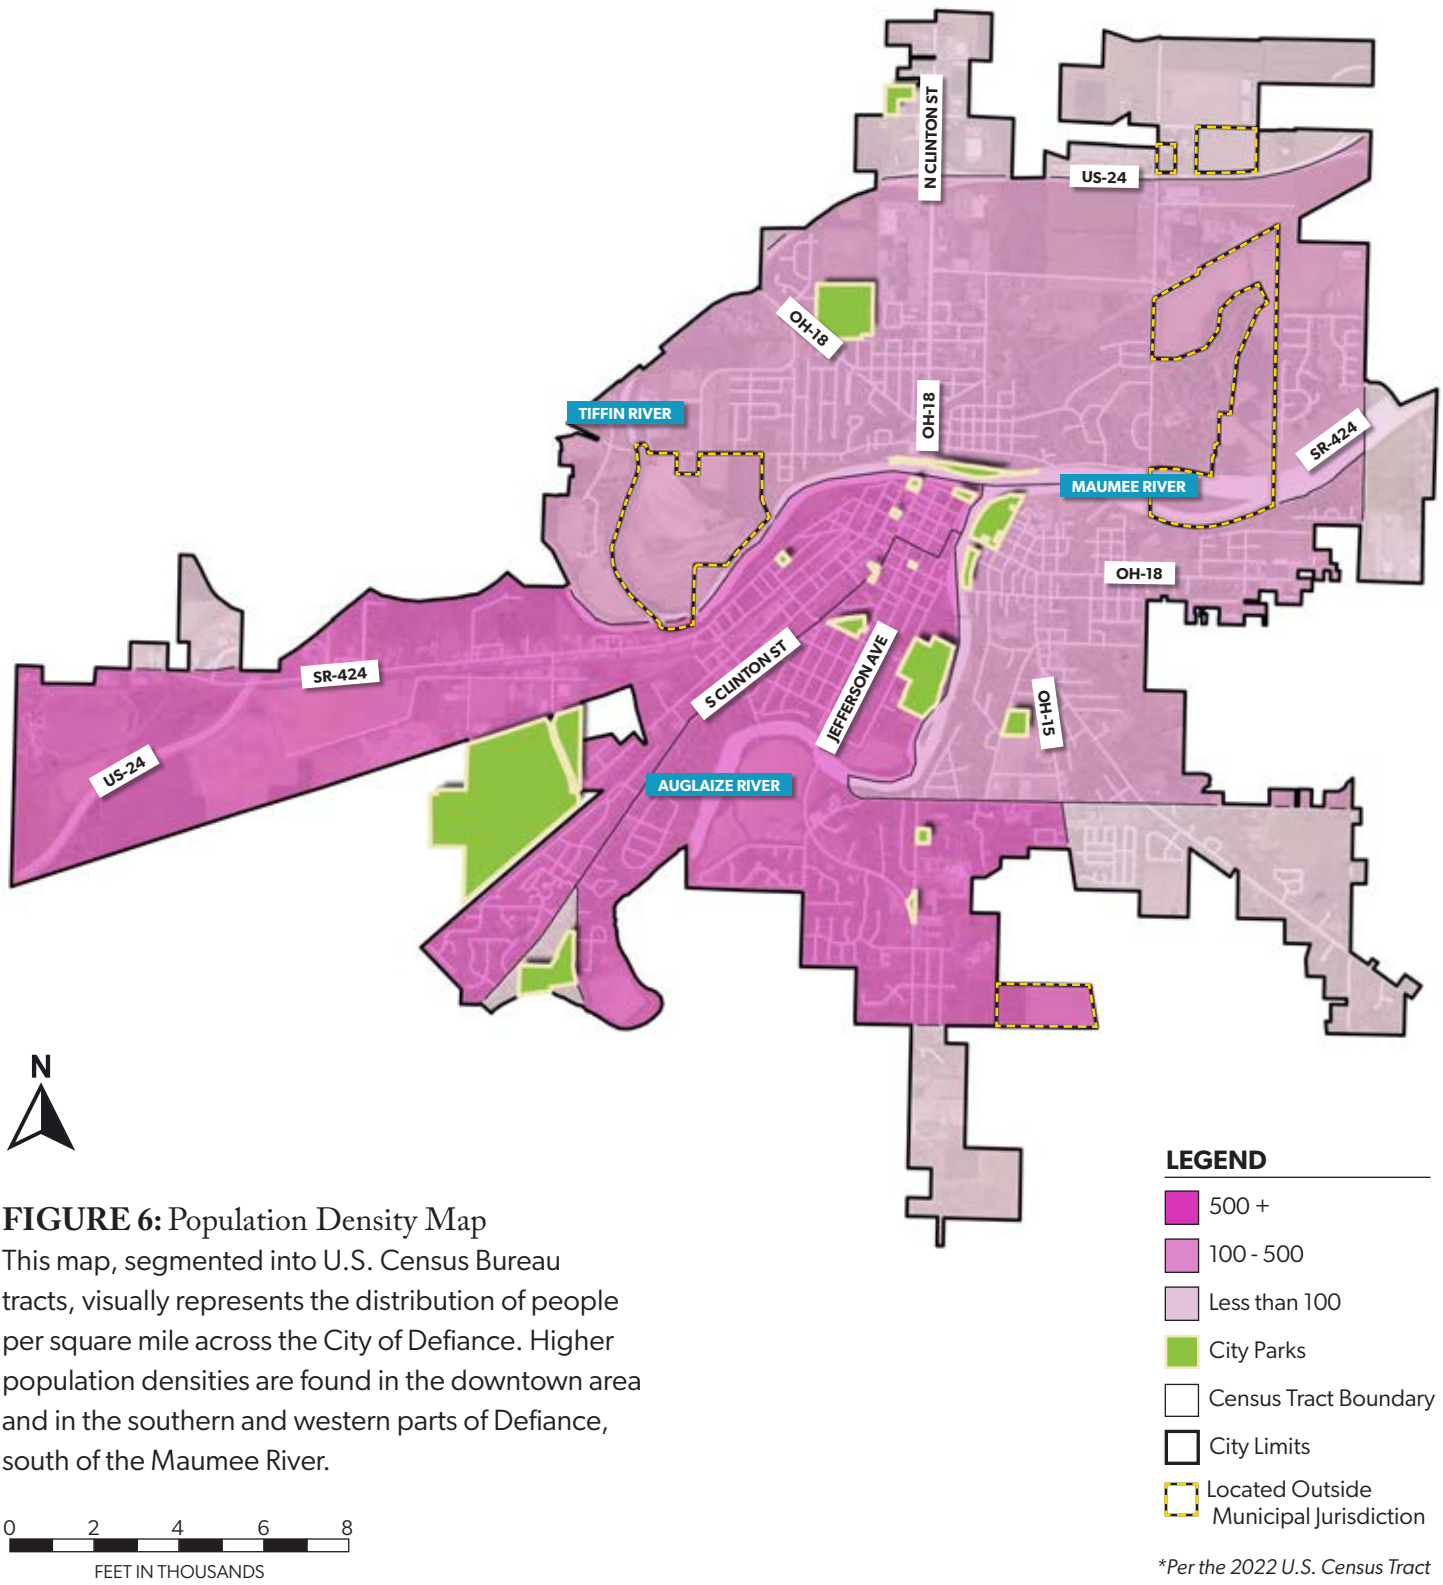 N CLINTON ST
US-24
OH-18
TIFFIN RIVER
OH-18
SR-424
MAUMEE RIVER
OH-18
S CLINTON ST
JEFFERSON AVE
SR-424
OH-15
US-24
AUGLAIZE RIVER
N
FIGURE 6: Population Density Map
This map, segmented into U.S. Census Bureau
tracts, visually represents the distribution of people
per square mile across the City of Defiance. Higher
population densities are found in the downtown area
and in the southern and western parts of Defiance,
south of the Maumee River.
0 2 4 6 8
FEET IN THOUSANDS
LEGEND
500 +
100 - 500
Less than 100
City Parks
Census Tract Boundary
City Limits
Located Outside
Municipal Jurisdiction
*Per the 2022 U.S. Census Tract